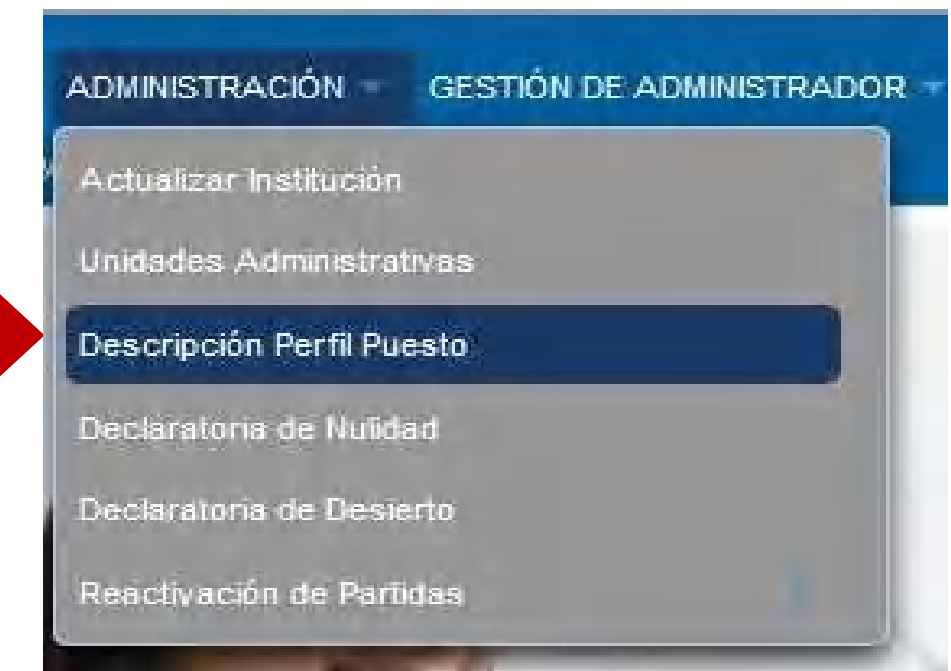 ADMINISTRACIÓN GESTIÓN DE ADMINISTRADOR
Actualizar Institución
Unidades Administrativas
Descripción Perfil Puesto
Declaratoria de Nulidad
Declaratoria de Desierto
Reactivación de Partidas